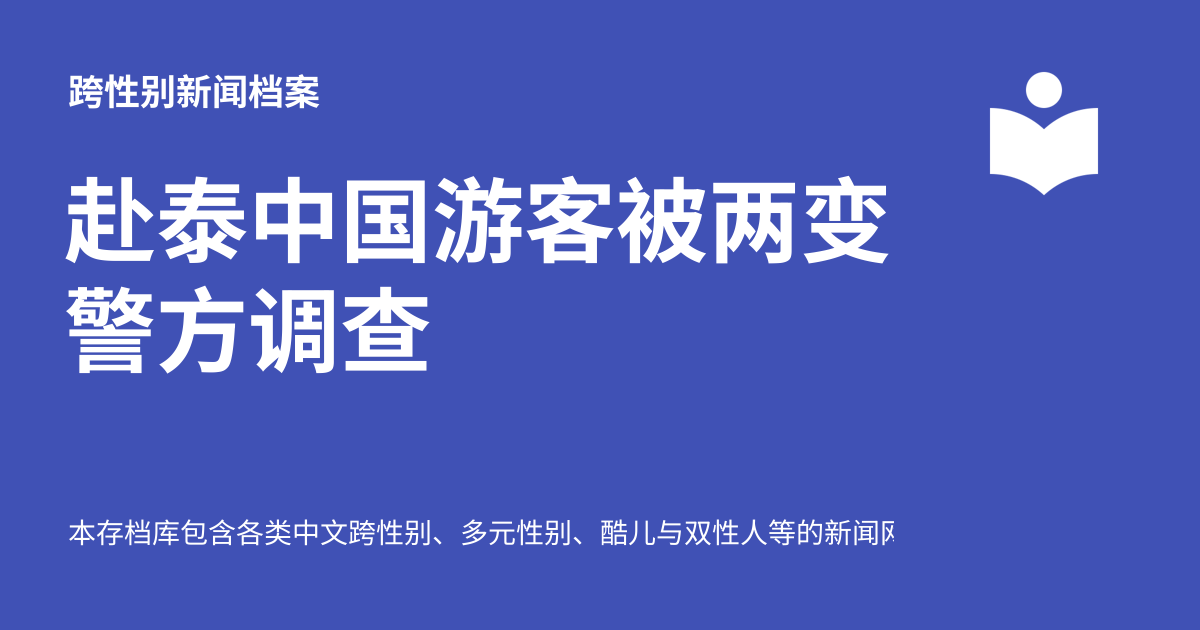 跨性别新闻档案
赴泰中国游客被两变
警方调查
本存档库包含各类中文跨性别、多元性别、酷儿与双性人等的新闻